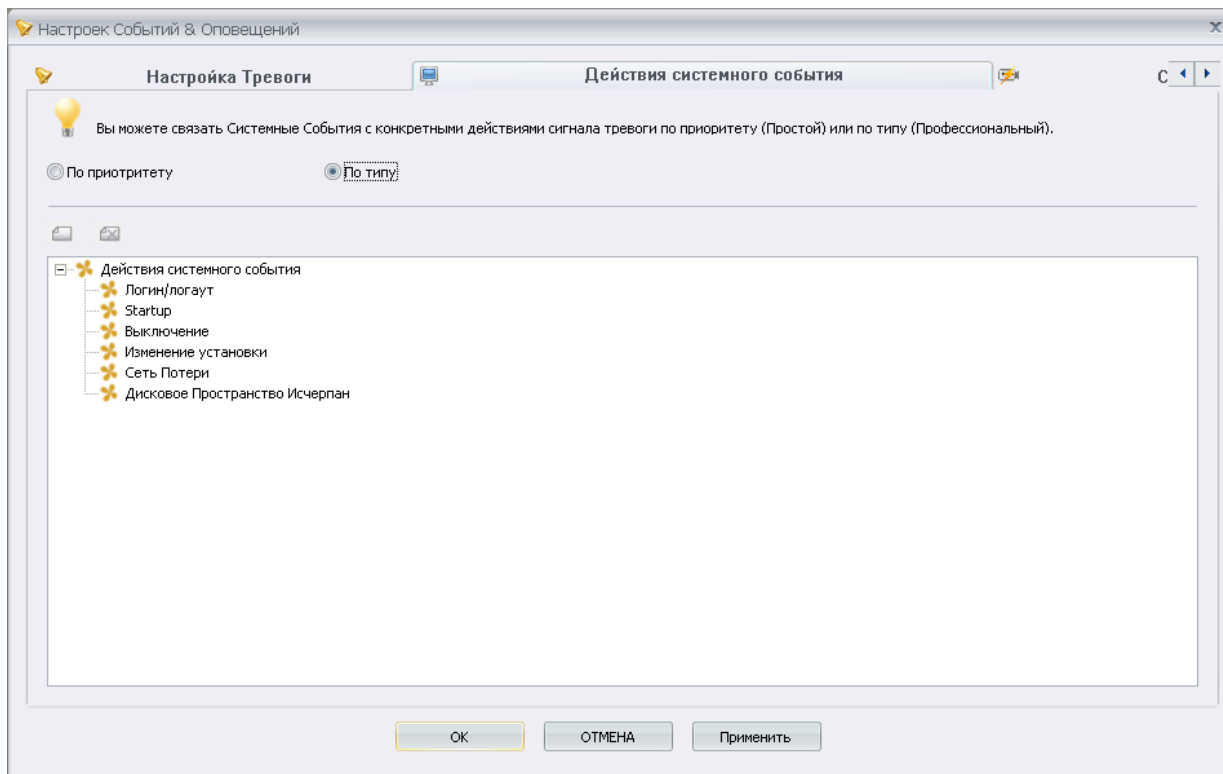 Настроек Событий & Оповещений
Настройка Тревоги
Действия системного события
С
Вы можете связать Системные События с конкретными действиями сигнала тревоги по приоритету (Простой) или по типу (Профессиональный).
По приотритету
По типу
Действия системного события
Логин/логаут
Startup
Выключение
Изменение установки
Сеть Потери
Дисковое Пространство Исчерпан
OK
ОТМЕНА
Применить